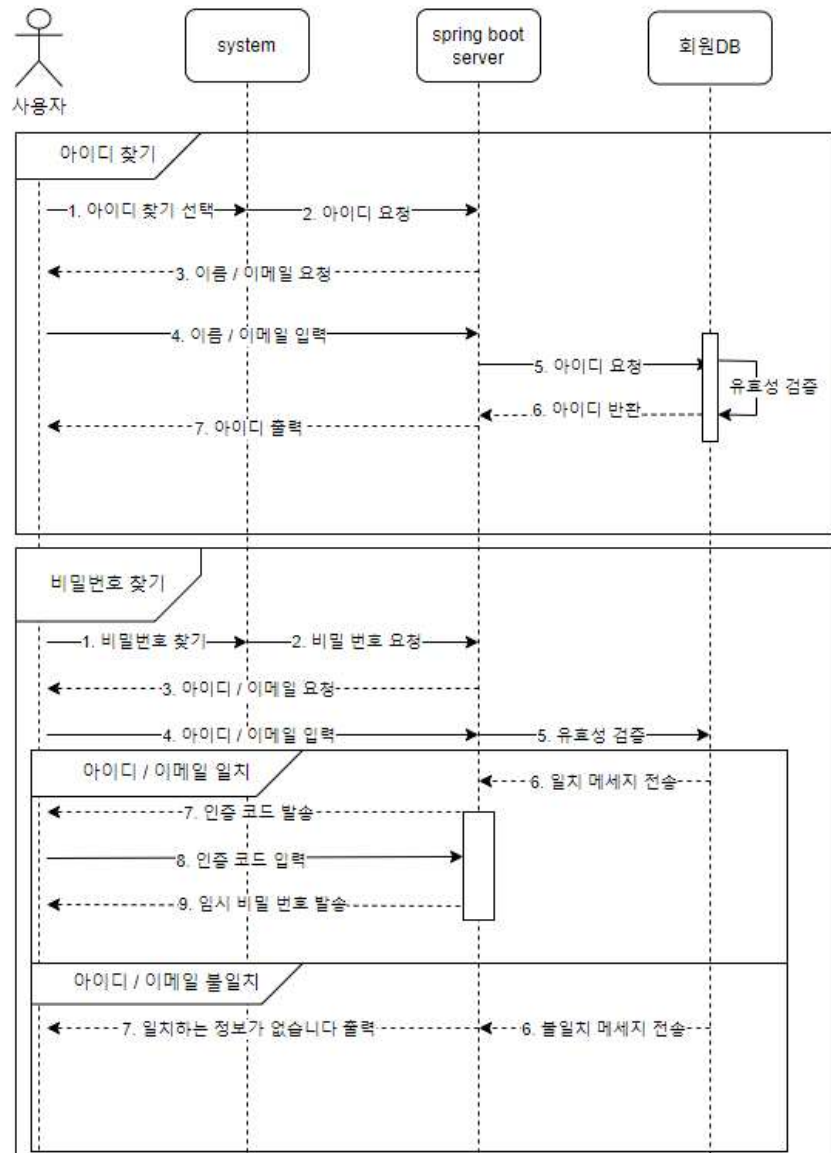 system
spring boot
server
회원DB
사용자
아이디 찾기
1. 아이디 찾기 선택
2. 아이디 요청
3. 이름 / 이메일 요청
4. 이름 / 이메일 입력
5. 아이디 요청
유효성 검증
6. 아이디 반환
7. 아이디 출력
비밀번호 찾기
1. 비밀번호 찾기
2. 비밀 번호 요청
3. 아이디 / 이메일 요청
4. 아이디 / 이메일 입력
5. 유효성 검증
아이디 / 이메일 일치
6. 일치 메세지 전송
7. 인증 코드 발송
8. 인증 코드 입력
9. 임시 비밀 번호 발송
아이디 / 이메일 불일치
7. 일치하는 정보가 없습니다 출력
6. 불일치 메세지 전송